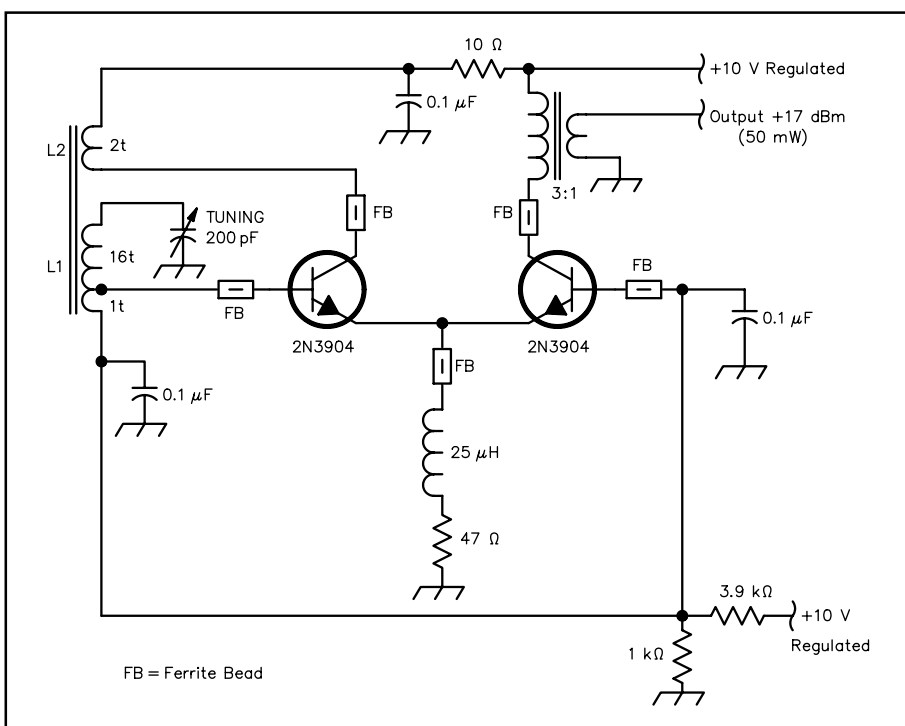 10 Ω
+10 V Regulated
0.1 μF
Output +17 dBm
(50 mW)
L2
2t
3:1
FB
FB
TUNING
200 pF
16t
L1
FB
1t
FB
2N3904
2N3904
0.1 μF
FB
0.1 μF
25 μH
47 Ω
3.9 kΩ
+10 V
Regulated
1 kΩ
FB = Ferrite Bead